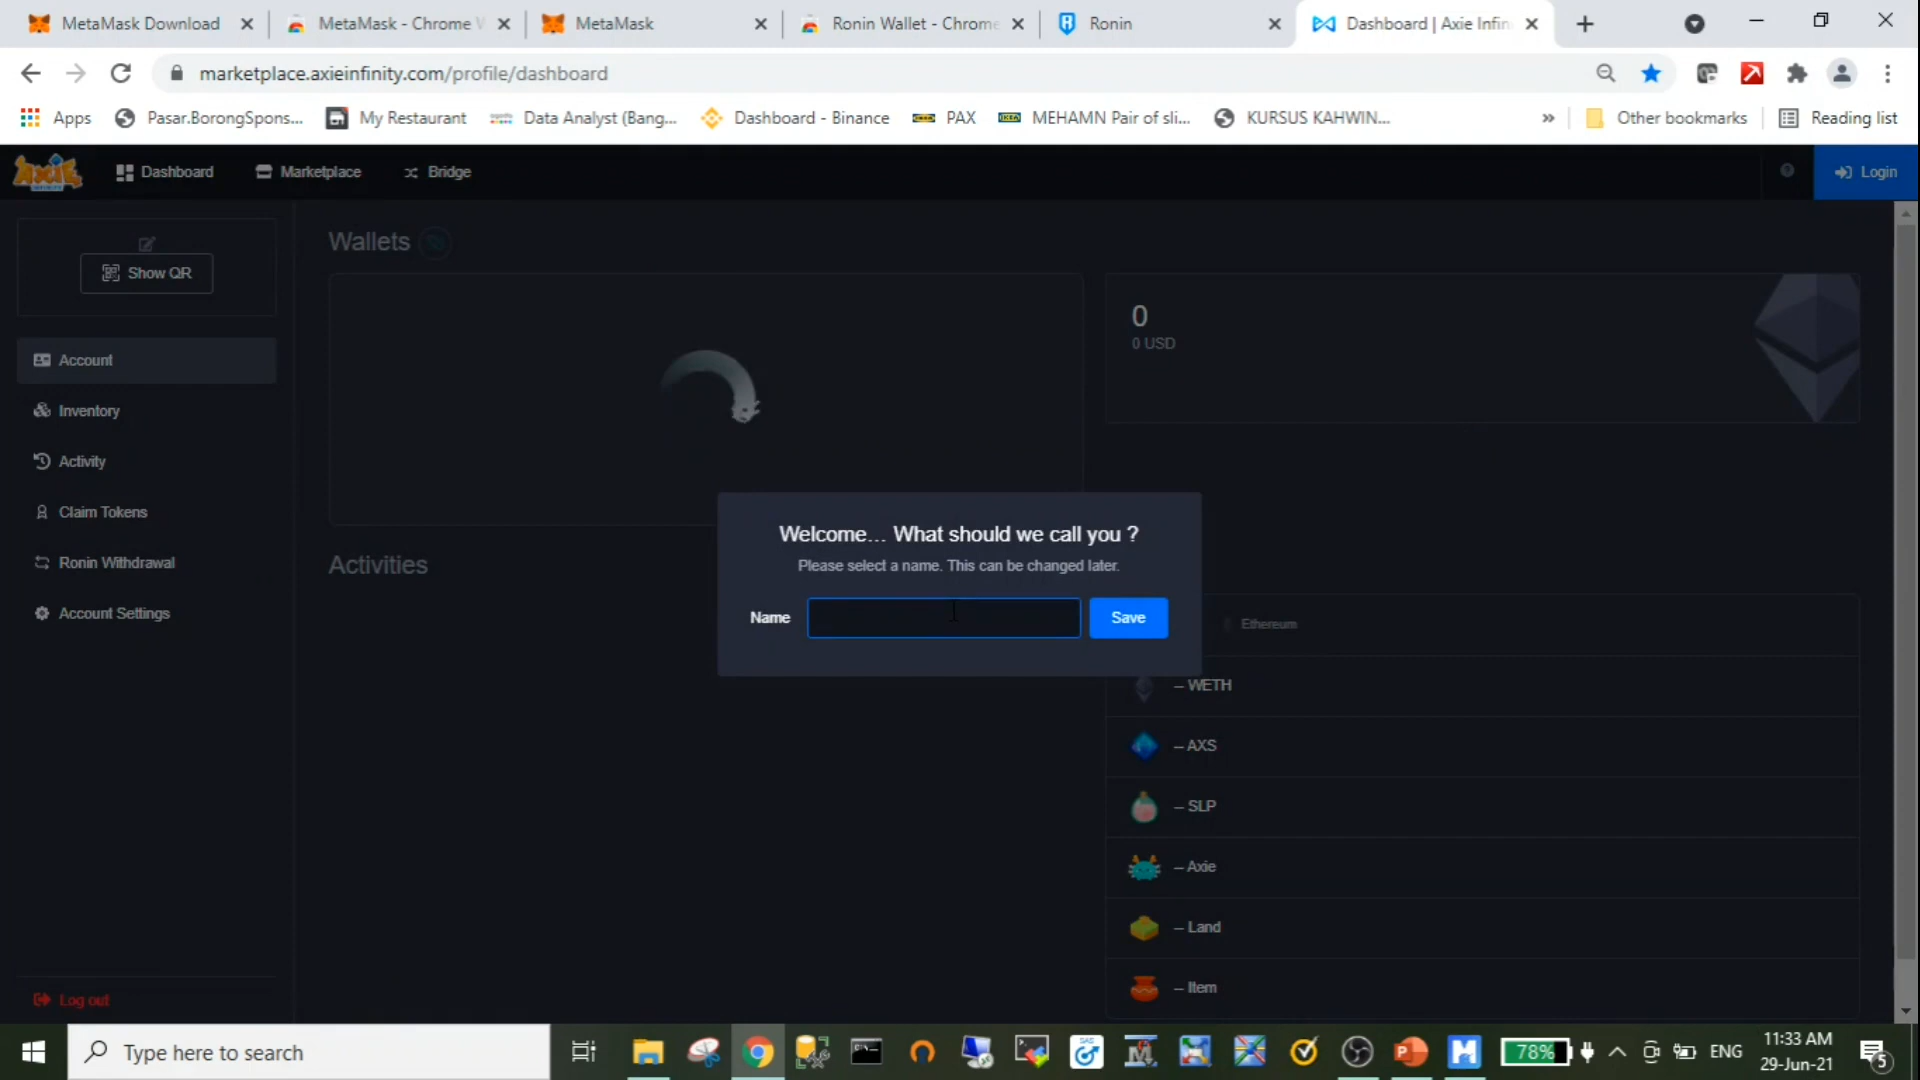 MetaMask Download
MetaMask - Chrome W
MetaMask
Ronin Wallet - Chrome
Ronin
Dashboard | Axie Infin
marketplace.axieinfinity.com/profile/dashboard
Apps
Pasar.BorongSpons...
My Restaurant
Data Analyst (Bang...
Dashboard - Binance
PAX
MEHAMN Pair of sli...
KURSUS KAHWIN...
»
Other bookmarks
Reading list
Dashboard
Marketplace
Bridge
Login
Show QR
Account
Inventory
Activity
Claim Tokens
Ronin Withdrawal
Account Settings
Log out
Wallets
0
0 USD
Activities
Welcome... What should we call you ?
Please select a name. This can be changed later.
Name
Save
Ethereum
– WETH
– AXS
– SLP
– Axie
– Land
– Item
Type here to search
78%
ENG
11:33 AM
29-Jun-21
5